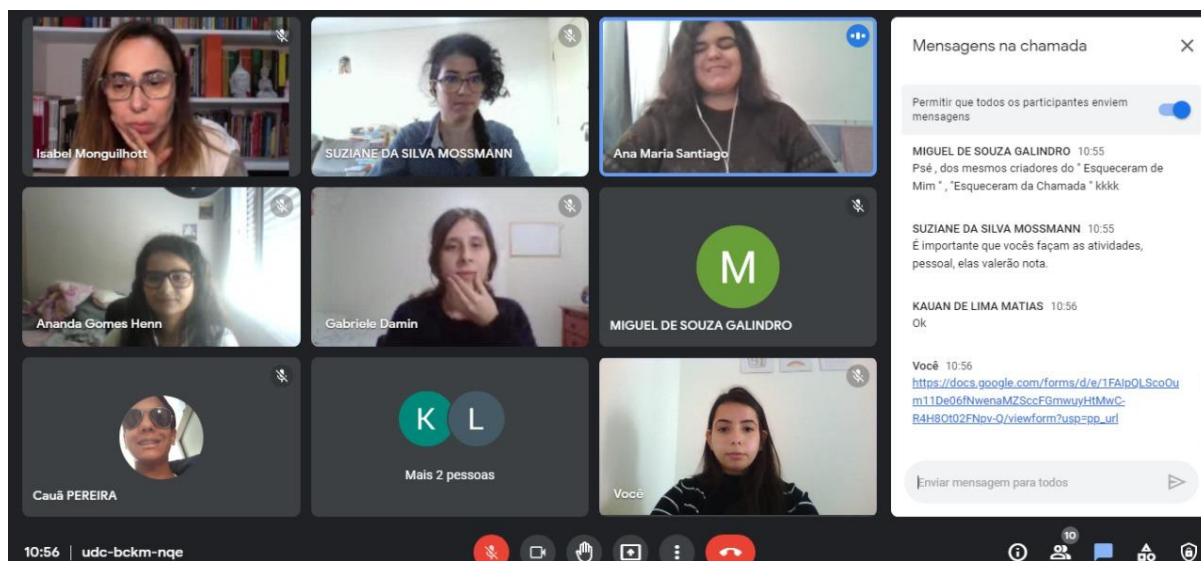 Isabel Monguilhott
SUZIANE DA SILVA MOSSMANN
Ana Maria Santiago
Ananda Gomes Henn
Gabriele Damin
M
MIGUEL DE SOUZA GALINDRO
Cauã PEREIRA
K L
Mais 2 pessoas
Você
10:56 | udc-bckm-nqe
Mensagens na chamada
Permitir que todos os participantes enviem
mensagens
MIGUEL DE SOUZA GALINDRO 10:55
Psé , dos mesmos criadores do " Esqueceram de
Mim " , "Esqueceram da Chamada " kkkk
SUZIANE DA SILVA MOSSMANN 10:55
É importante que vocês façam as atividades,
pessoal, elas valerão nota.
KAUAN DE LIMA MATIAS 10:56
Ok
Você 10:56
https://docs.google.com/forms/d/e/1FAIpQLScoOu
m11De06fNwenaMZSccFGmwuyHtMwC-
R4H8Ot02FNpv-Q/viewform?usp=pp_url
Enviar mensagem para todos
10